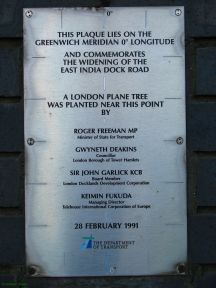 THIS PLAQUE LIES ON THE
GREENWICH MERIDIAN 0° LONGITUDE
AND COMMEMORATES
THE WIDENING OF THE
EAST INDIA DOCK ROAD
A LONDON PLANE TREE
WAS PLANTED NEAR THIS POINT
BY
ROGER FREEMAN MP
Minister of State for Transport
GWYNETH DEAKINS
Councillor
London Borough of Tower Hamlets
SIR JOHN GARLICK KCB
Board Member
London Docklands Development Corporation
KEIMIN FUKUDA
Managing Director
Telehouse International Corporation of Europe
28 FEBRUARY 1991
THE DEPARTMENT
OF TRANSPORT